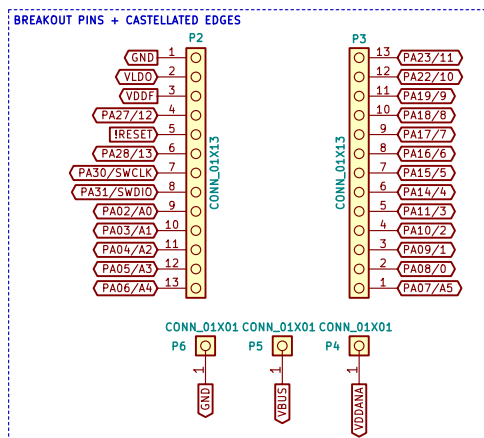 BREAKOUT PINS + CASTELLATED EDGES
P2
GND 1
VLDO 2
VDDF 3
PA27/12 4
!RESET 5
PA28/13 6
PA30/SWCLK 7
PA31/SWDIO 8
PA02/A0 9
PA03/A1 10
PA04/A2 11
PA05/A3 12
PA06/A4 13
CONN_01X13
P3
13 PA23/11
12 PA22/10
11 PA19/9
10 PA18/8
9 PA17/7
8 PA16/6
7 PA15/5
6 PA14/4
5 PA11/3
4 PA10/2
3 PA09/1
2 PA08/0
1 PA07/A5
CONN_01X13
CONN_01X01 CONN_01X01 CONN_01X01
P6 P5 P4
1 1 1
GND VBUS VDDANA